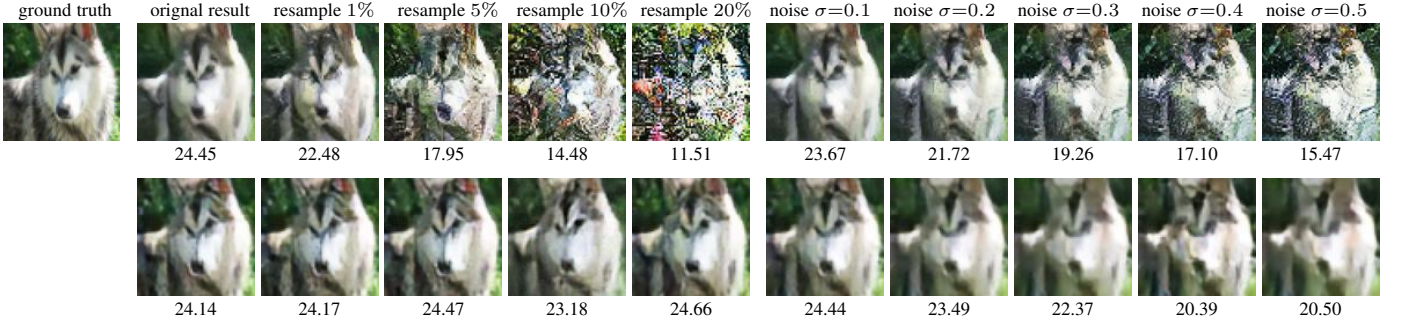 ground truth orignal result resample 1% resample 5% resample 10% resample 20% noise σ=0.1 noise σ=0.2 noise σ=0.3 noise σ=0.4 noise σ=0.5
24.45 22.48 17.95 14.48 11.51 23.67 21.72 19.26 17.10 15.47
24.14 24.17 24.47 23.18 24.66 24.44 23.49 22.37 20.39 20.50